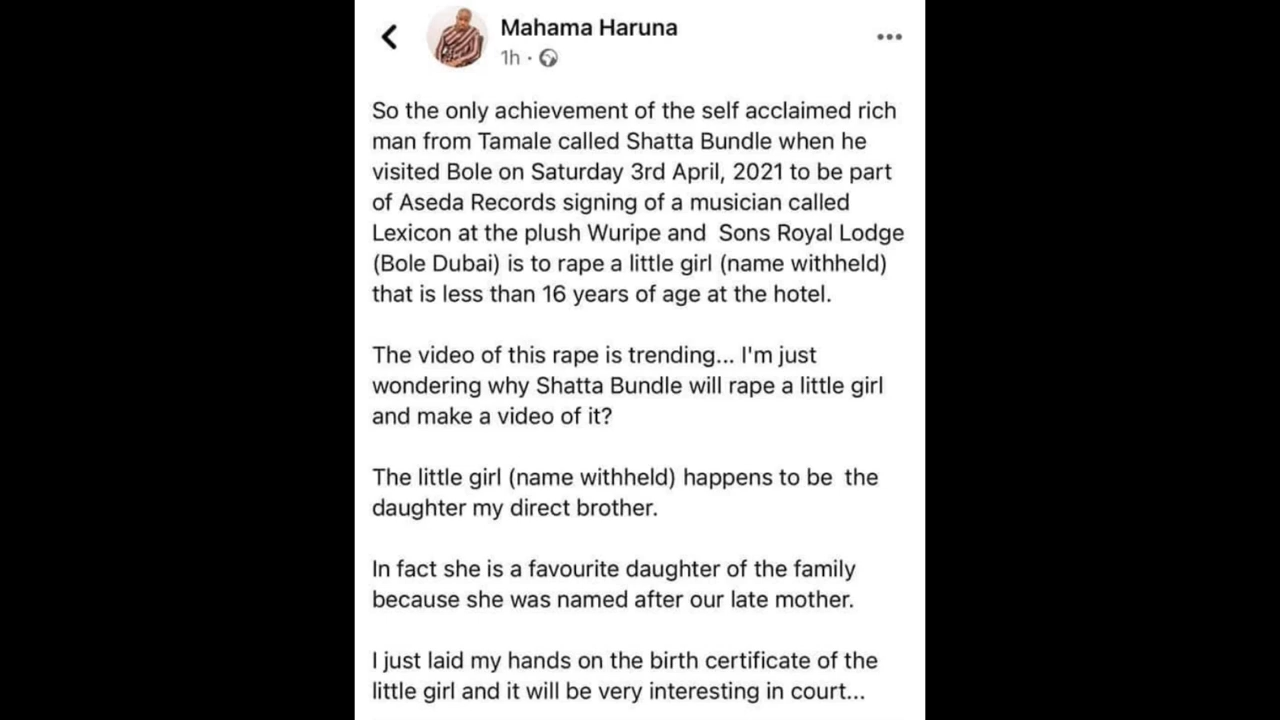 Mahama Haruna
1h ·
So the only achievement of the self acclaimed rich
man from Tamale called Shatta Bundle when he
visited Bole on Saturday 3rd April, 2021 to be part
of Aseda Records signing of a musician called
Lexicon at the plush Wuripe and  Sons Royal Lodge
(Bole Dubai) is to rape a little girl (name withheld)
that is less than 16 years of age at the hotel.
The video of this rape is trending... I'm just
wondering why Shatta Bundle will rape a little girl
and make a video of it?
The little girl (name withheld) happens to be  the
daughter my direct brother.
In fact she is a favourite daughter of the family
because she was named after our late mother.
I just laid my hands on the birth certificate of the
little girl and it will be very interesting in court...